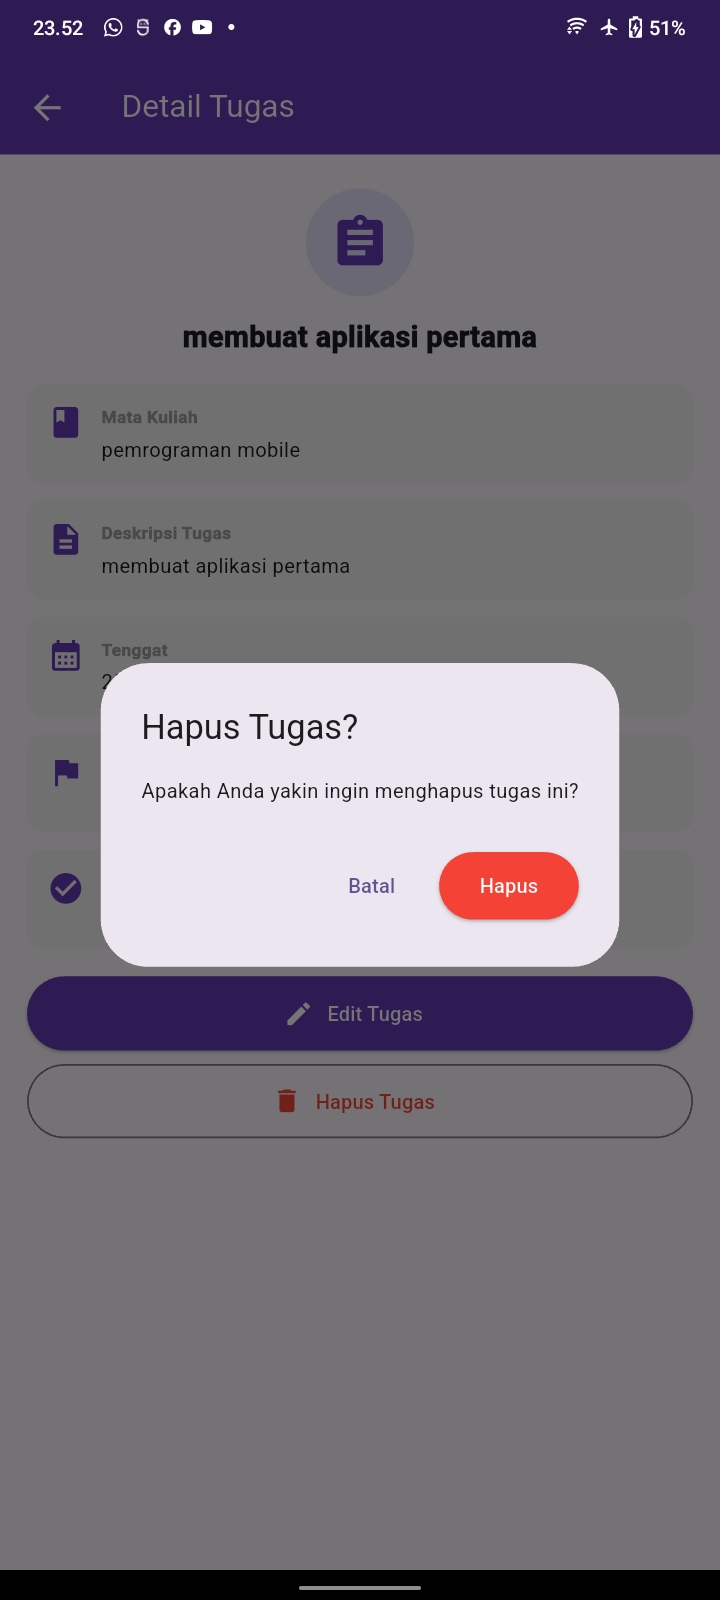 23.52
51%
Detail Tugas
membuat aplikasi pertama
Mata Kuliah
pemrograman mobile
Deskripsi Tugas
membuat aplikasi pertama
Tenggat
Hapus Tugas?
Apakah Anda yakin ingin menghapus tugas ini?
Batal
Hapus
Edit Tugas
Hapus Tugas